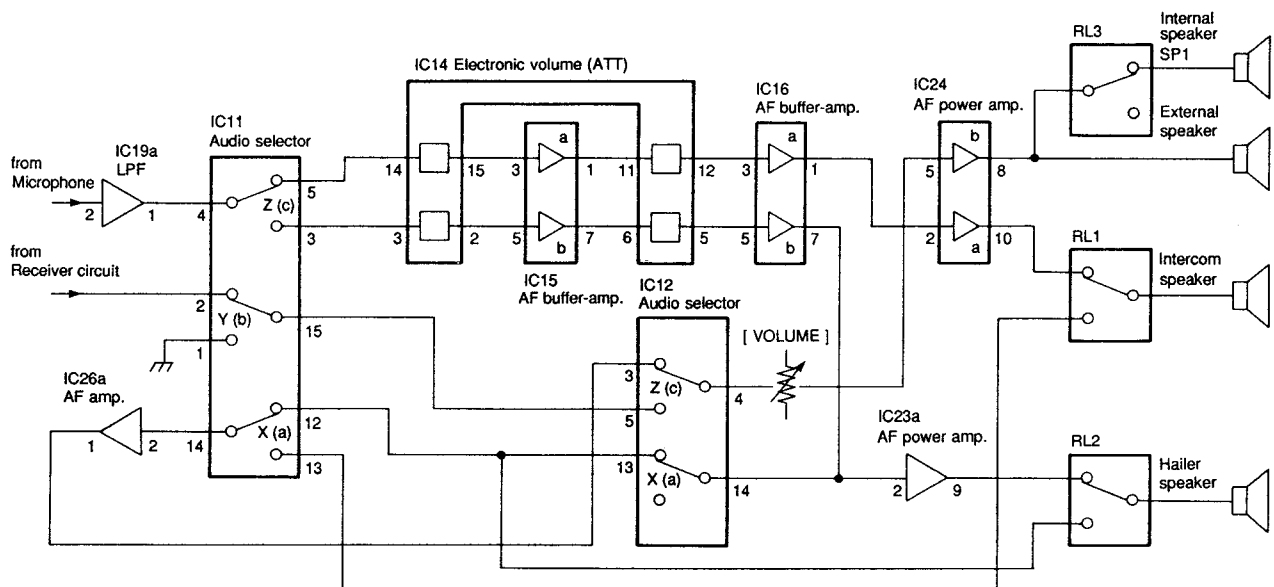 Internal
speaker
SP1
RL3
External
speaker
IC14 Electronic volume (ATT)
IC16
AF buffer-amp.
IC24
AF power amp.
IC11
Audio selector
from
Microphone
IC19a
LPF
2
1
4
Z (c)
5
3
14
15
3
a
1
11
12
3
a
1
5
b
8
3
2
5
b
7
6
5
5
b
7
2
a
10
IC15
AF buffer-amp.
RL1
Intercom
speaker
from
Receiver circuit
2
Y (b)
15
1
IC12
Audio selector
[ VOLUME ]
3
Z (c)
4
5
IC26a
AF amp.
1
2
14
X (a)
12
13
13
X (a)
14
IC23a
AF power amp.
2
9
RL2
Hailer
speaker